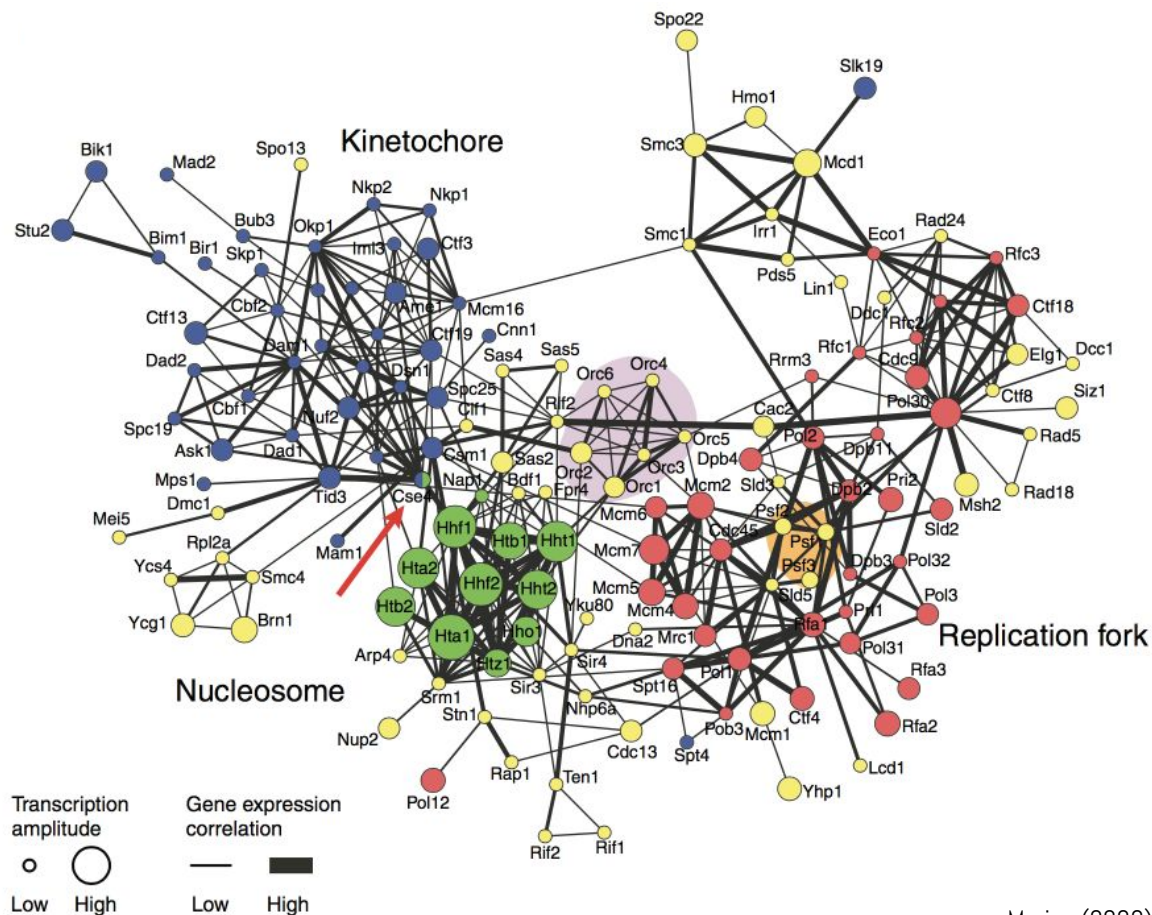 Spo22
Slk19
Hmo1
Kinetochore
Smc3
Mcd1
Bik1
Mad2
Spo13
Nkp2
Nkp1
Stu2
Bub3
Okp1
Iml3
Ctf3
Smc1
Irr1
Eco1
Rad24
Bim1
Bir1
Skp1
Rfc3
Pds5
Lin1
Ctf13
Cbf2
Ame1
Mcm16
Ddc1
Ctf18
Dad2
Dam1
Ctf19
Cnn1
Sas4
Sas5
Orc4
Rfc2
Rfc1
Cdc9
Elg1
Dcc1
Dsn1
Orc6
Rrm3
Spc25
Siz1
Cbf1
Nuf2
Clf1
Rlf2
Cac2
Pol30
Ctf8
Spc19
Ask1
Dad1
Csm1
Sas2
Orc5
Pol2
Dpb11
Rad5
Orc2
Orc3
Dpb4
Mps1
Tid3
Cse4
Nap1
Bdf1
Fpr4
Orc1
Mcm2
Sld3
Dpb2
Pri2
Msh2
Rad18
Dmc1
Mei5
Mcm6
Psf2
Sld2
Hhf1
Htb1
Hht1
Cdc45
Psf1
Mam1
Rpl2a
Mcm7
Psf3
Dpb3
Pol32
Ycs4
Smc4
Hta2
Hhf2
Hht2
Mcm5
Sld5
Htb2
Yku80
Mcm4
Pri1
Pol3
Ycg1
Brn1
Hta1
Hho1
Dna2
Mrc1
Rfa1
Replication fork
Arp4
Htz1
Sir4
Pol1
Pol31
Nucleosome
Srm1
Sir3
Spt16
Rfa3
Stn1
Nhp6a
Pob3
Ctf4
Nup2
Mcm1
Rfa2
Cdc13
Spt4
Rap1
Ten1
Lcd1
Pol12
Yhp1
Rif2
Rif1
Transcription
amplitude
Low High
Gene expression
correlation
Low High